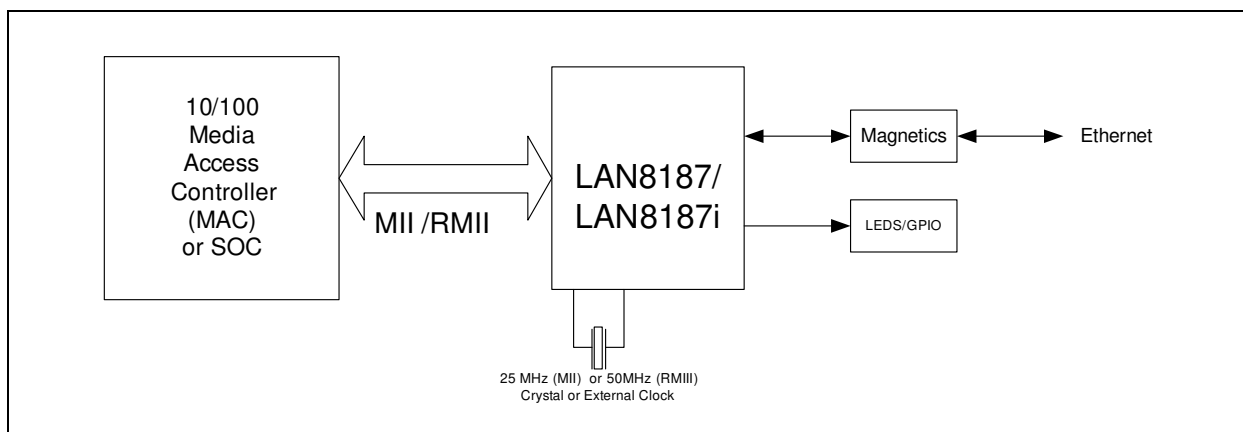 10/100
Media
Access
Controller
(MAC)
or SOC
MII /RMII
LAN8187/
LAN8187i
Magnetics
Ethernet
LEDS/GPIO
25 MHz (MII) or 50MHz (RMIII)
Crystal or External Clock